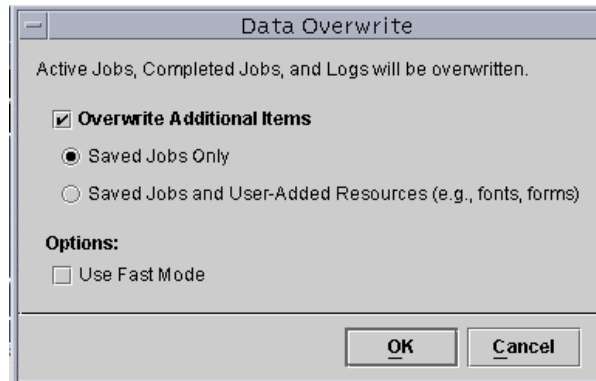 Data Overwrite
Active Jobs, Completed Jobs, and Logs will be overwritten.
Overwrite Additional Items
Saved Jobs Only
Saved Jobs and User-Added Resources (e.g., fonts, forms)
Options:
Use Fast Mode
OK Cancel